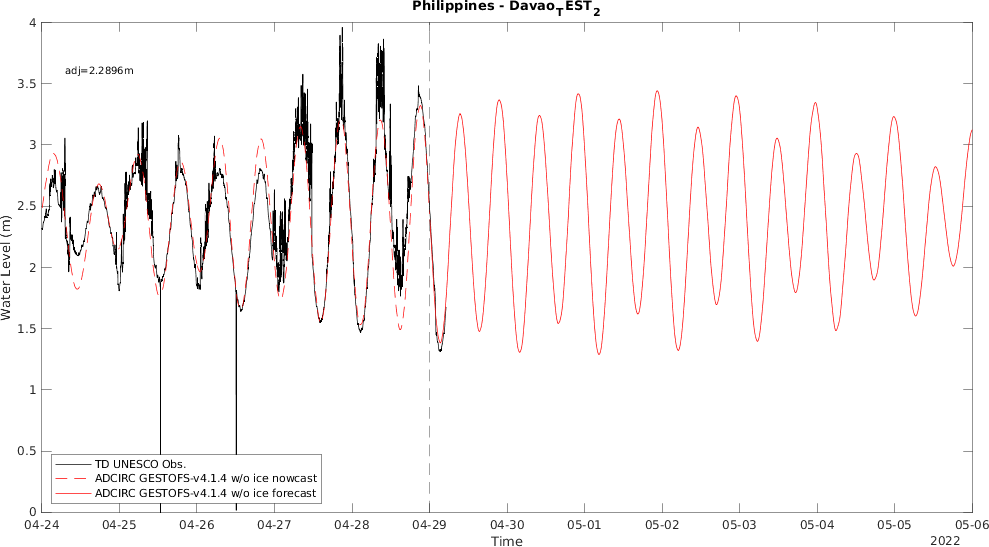 Philippines - Davao_TEST_2
4
3.5
3
2.5
2
1.5
1
0.5
0
Water Level (m)
adj=2.2896m
TD UNESCO Obs.
ADCIRC GESTOFS-v4.1.4 w/o ice nowcast
ADCIRC GESTOFS-v4.1.4 w/o ice forecast
04-24 04-25 04-26 04-27 04-28 04-29 04-30 05-01 05-02 05-03 05-04 05-05 05-06
Time
2022